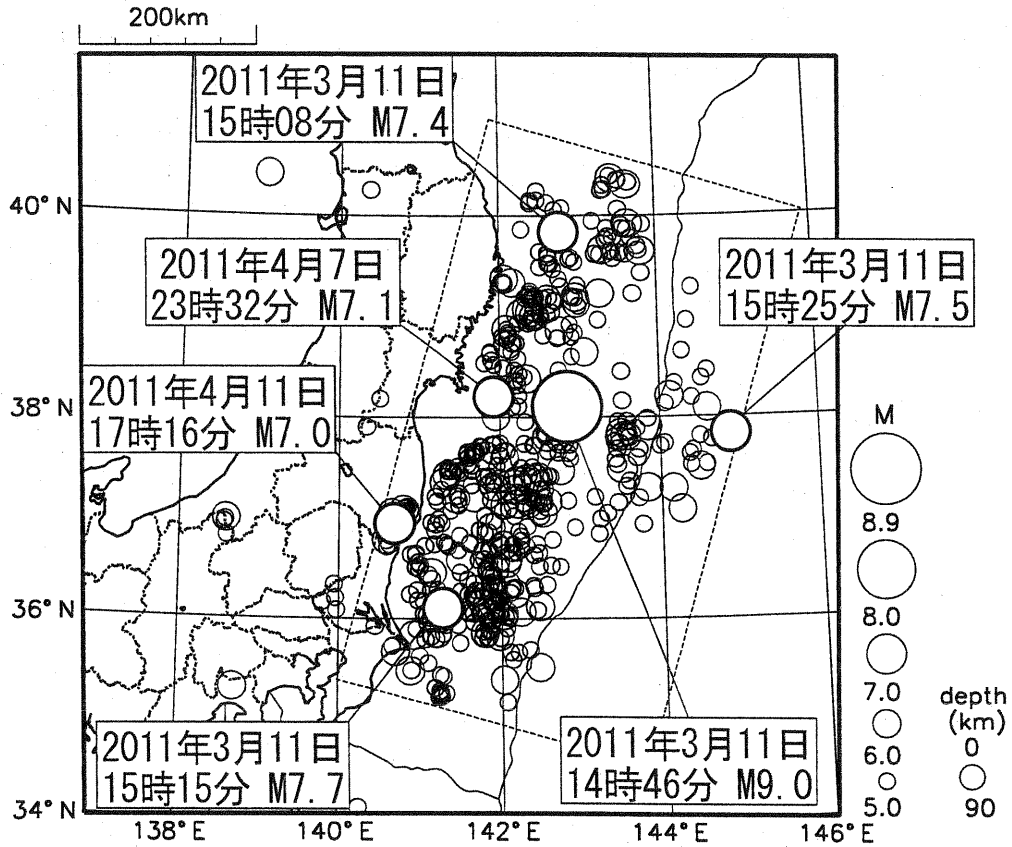 200km
2011年3月11日
15時08分 M7.4
40°N
2011年4月7日
23時32分 M7.1
2011年3月11日
15時25分 M7.5
2011年4月11日
17時16分 M7.0
38°N
M
8.9
8.0
7.0
6.0
5.0
depth
(km)
0
90
36°N
2011年3月11日
15時15分 M7.7
2011年3月11日
14時46分 M9.0
34°N
138°E
140°E
142°E
144°E
146°E